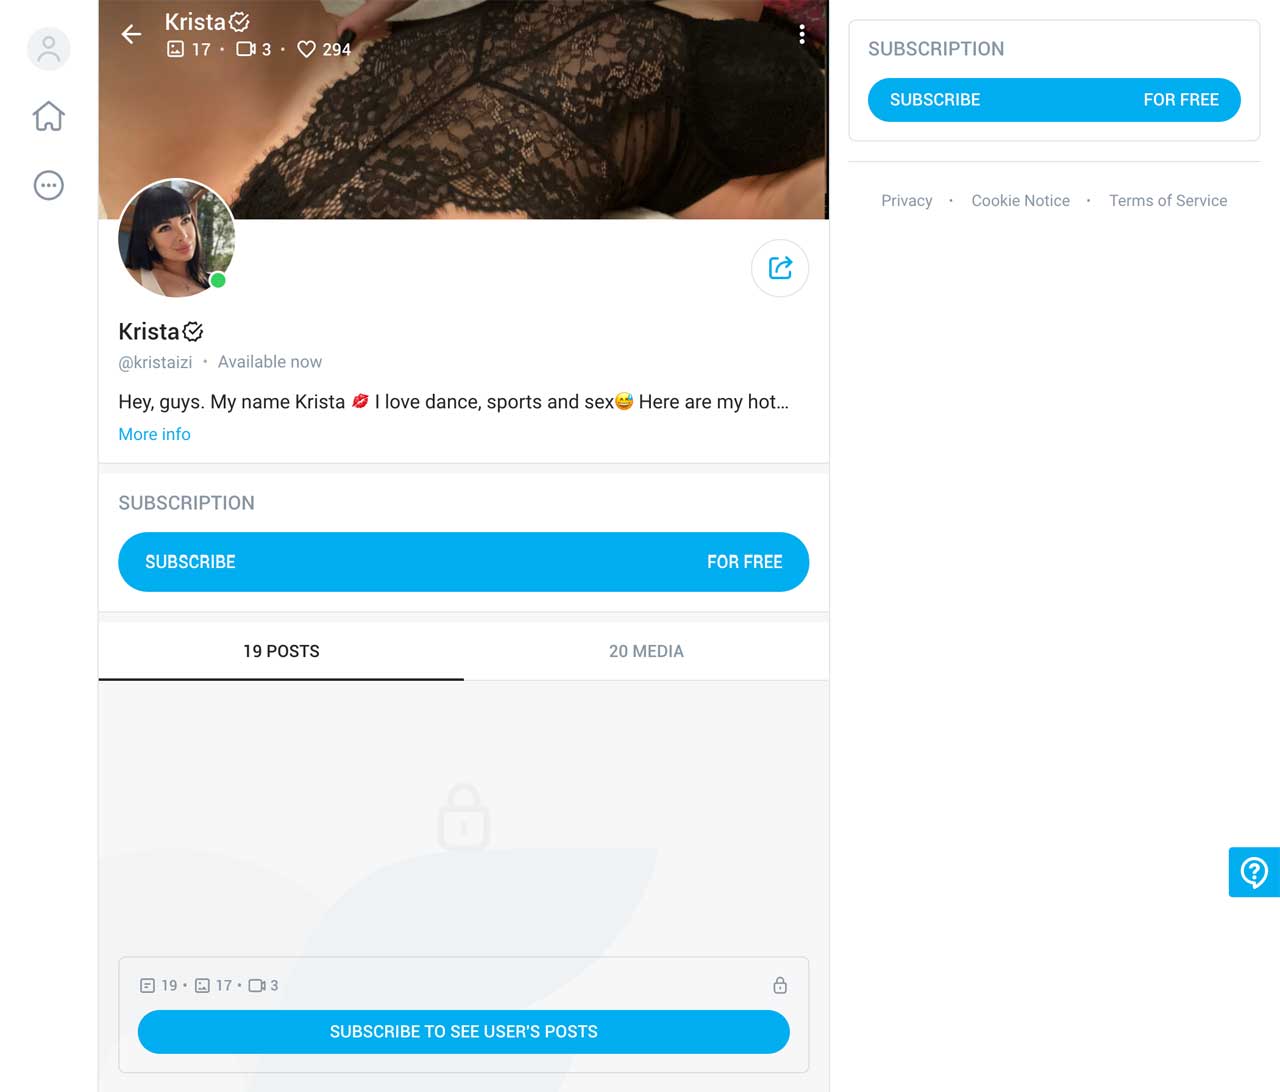 Krista
17 • 3 • 294
SUBSCRIPTION
SUBSCRIBE FOR FREE
Privacy • Cookie Notice • Terms of Service
Krista
@kristaizi • Available now
Hey, guys. My name Krista 💋 I love dance, sports and sex😅 Here are my hot...
More info
SUBSCRIPTION
SUBSCRIBE FOR FREE
19 POSTS 20 MEDIA
19 • 17 • 3
SUBSCRIBE TO SEE USER'S POSTS